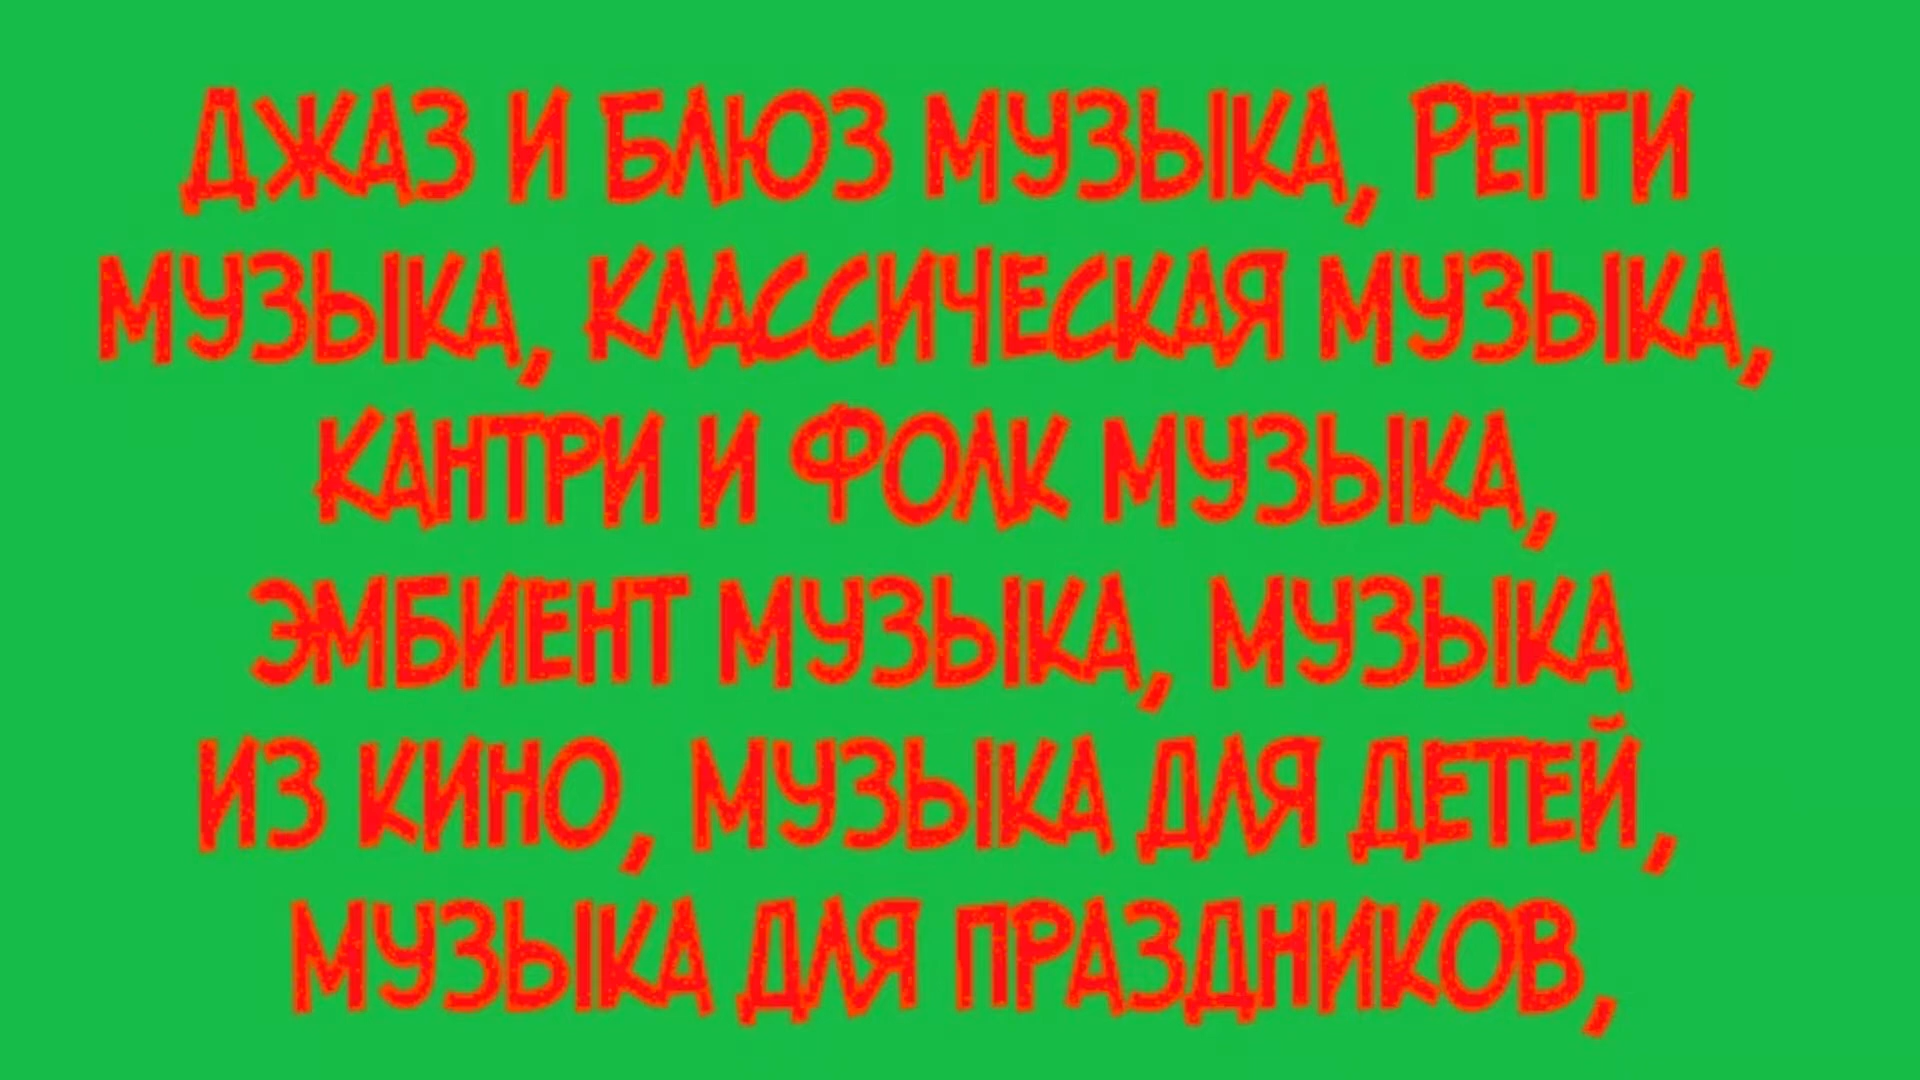 ДЖАЗ И БЛЮЗ МУЗЫКА, РЕГГИ
МУЗЫКА, КЛАССИЧЕСКАЯ МУЗЫКА,
КАНТРИ И ФОЛК МУЗЫКА,
ЭМБИЕНТ МУЗЫКА, МУЗЫКА
ИЗ КИНО, МУЗЫКА ДЛЯ ДЕТЕЙ,
МУЗЫКА ДЛЯ ПРАЗДНИКОВ,